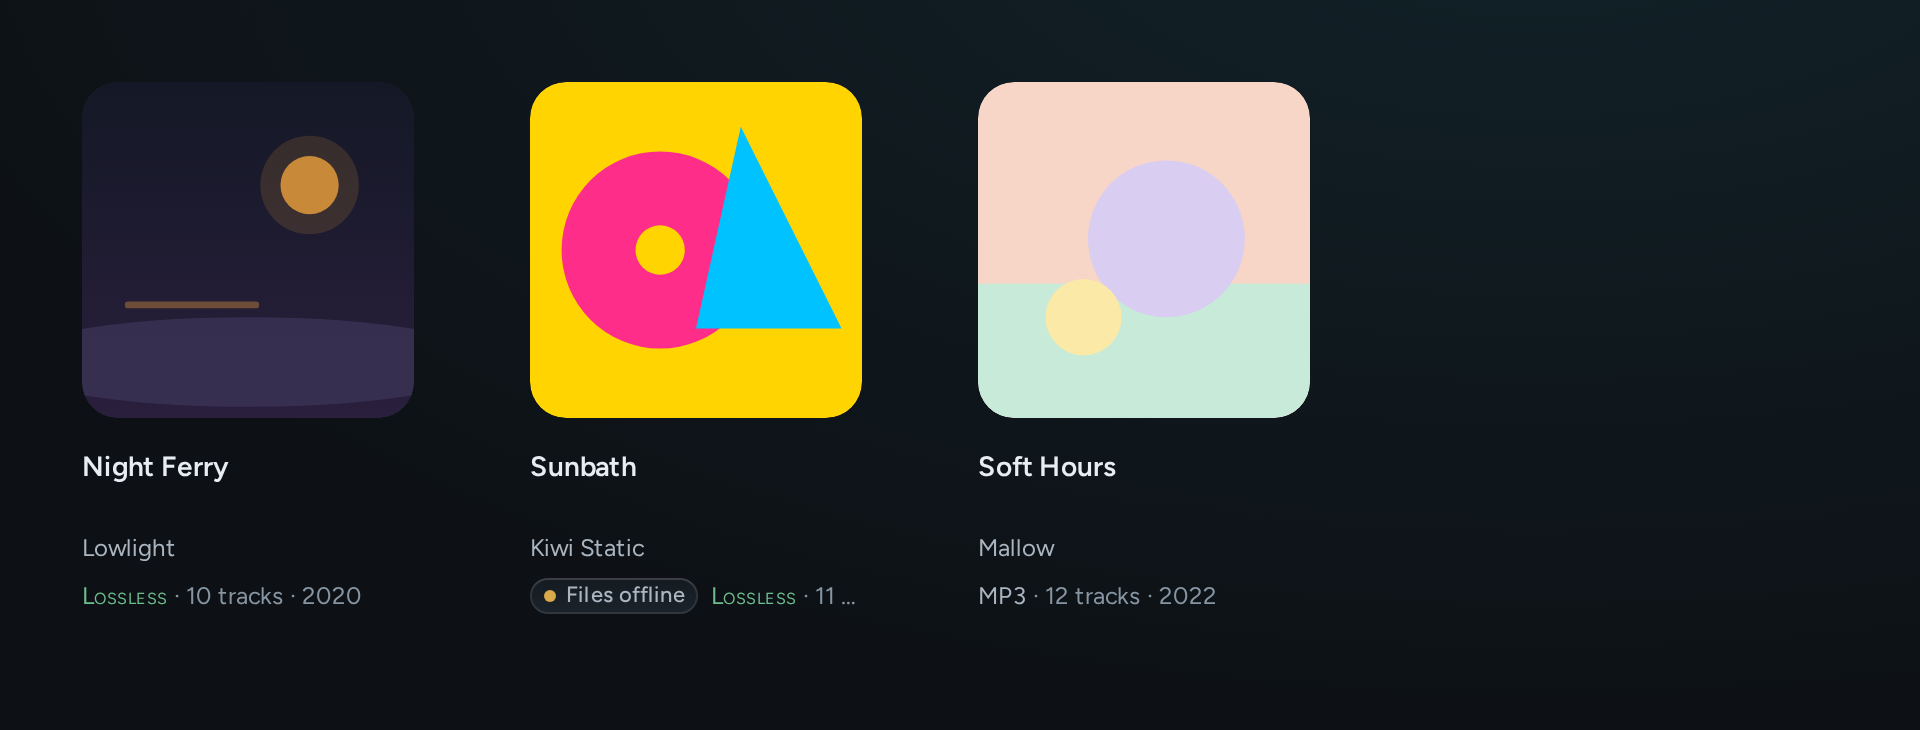 Night Ferry
Lowlight
Lossless · 10 tracks · 2020
Sunbath
Kiwi Static
Files offline Lossless · 11 ...
Soft Hours
Mallow
MP3 · 12 tracks · 2022